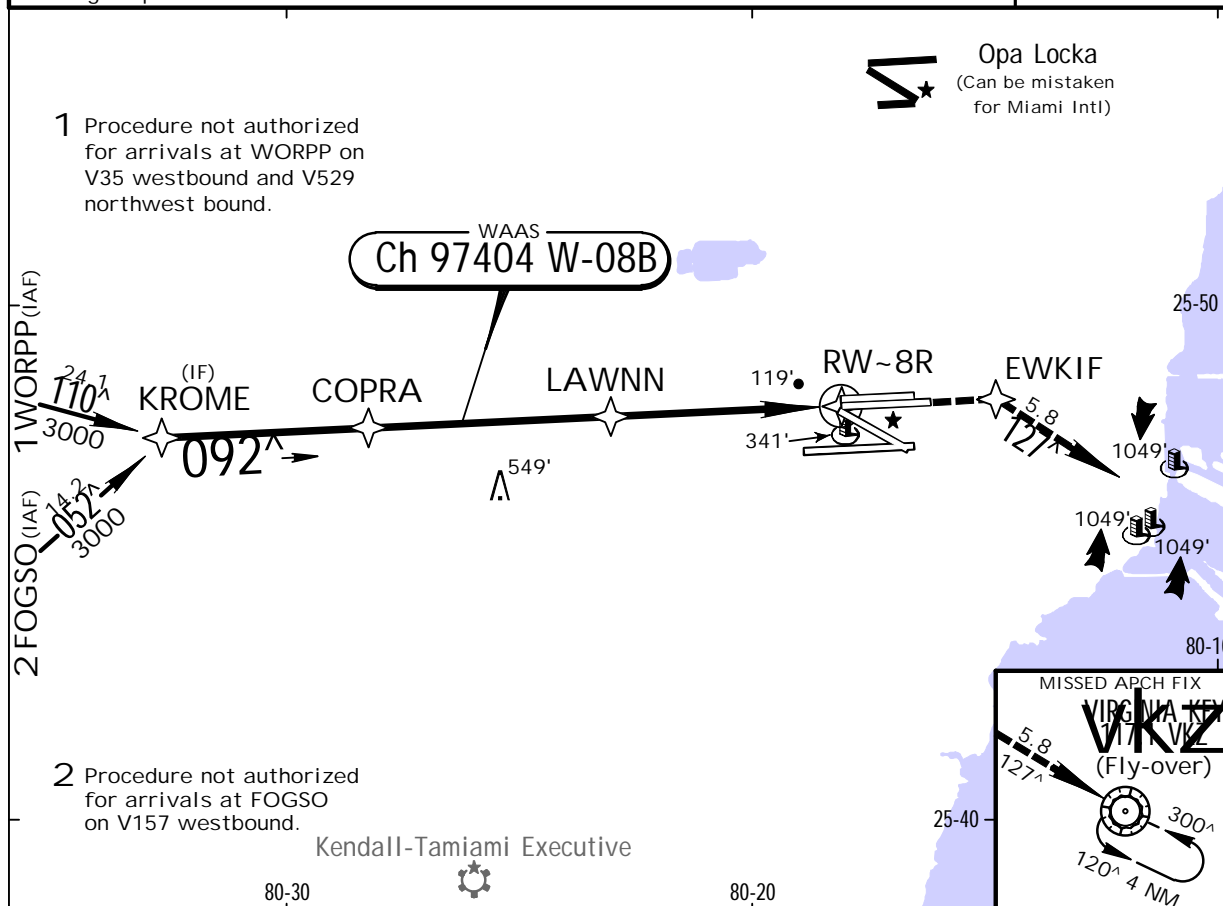 Opa Locka
(Can be mistaken
for Miami Intl)
1 Procedure not authorized
for arrivals at WORPP on
V35 westbound and V529
northwest bound.
WAAS
Ch 97404 W-08B
25-50
1 WORPP (IAF)
24.1
110^
3000
(IF)
KROME
COPRA
LAWNN
119'
RW~8R
EWKIF
092^
341'
549'
5.8
127^
1049'
1049'
1049'
2 FOGSO (IAF)
14.2
052^
3000
2 Procedure not authorized
for arrivals at FOGSO
on V157 westbound.
Kendall-Tamiami Executive
80-30
80-20
25-40
MISSED APCH FIX
VIRGINIA KEY
VKZ
(Fly-over)
5.8
127^
300^
120^ 4 NM